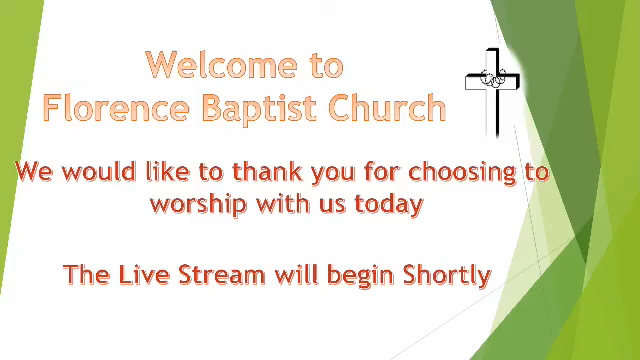 Welcome to
Florence Baptist Church
We would like to thank you for choosing to
worship with us today
The Live Stream will begin Shortly